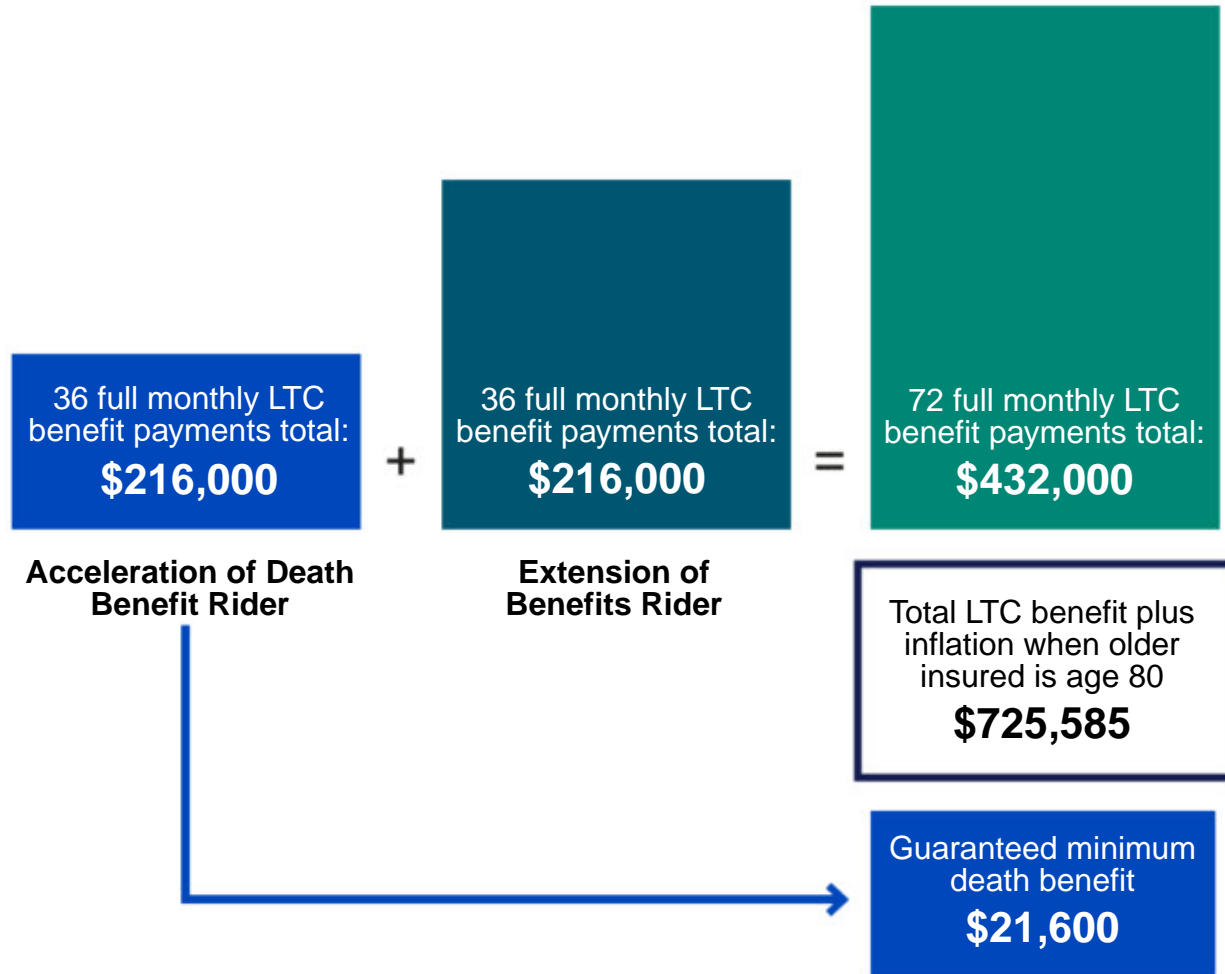 36 full monthly LTC
benefit payments total:
$216,000
+
36 full monthly LTC
benefit payments total:
$216,000
=
72 full monthly LTC
benefit payments total:
$432,000
Acceleration of Death
Benefit Rider
Extension of
Benefits Rider
Total LTC benefit plus
inflation when older
insured is age 80
$725,585
Guaranteed minimum
death benefit
$21,600